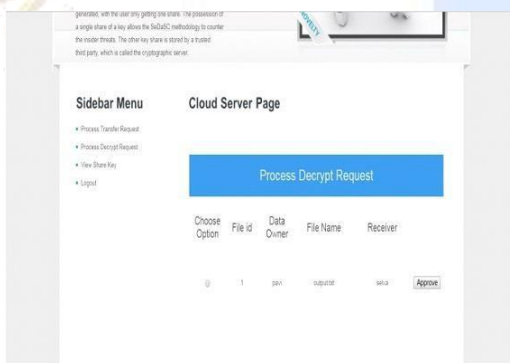 generated, with the user only getting one share. The possession of
a single share of a key allows the SeDaSC methodology to counter
the insider threats. The other key share is stored by a trusted
third party, which is called the cryptographic server.
NOVELTY
Sidebar Menu
Process Transfer Request
Process Decrypt Request
View Share Key
Logout
Cloud Server Page
Process Decrypt Request
Choose Option File id Data Owner File Name Receiver
1 pavi output.txt selva Approve